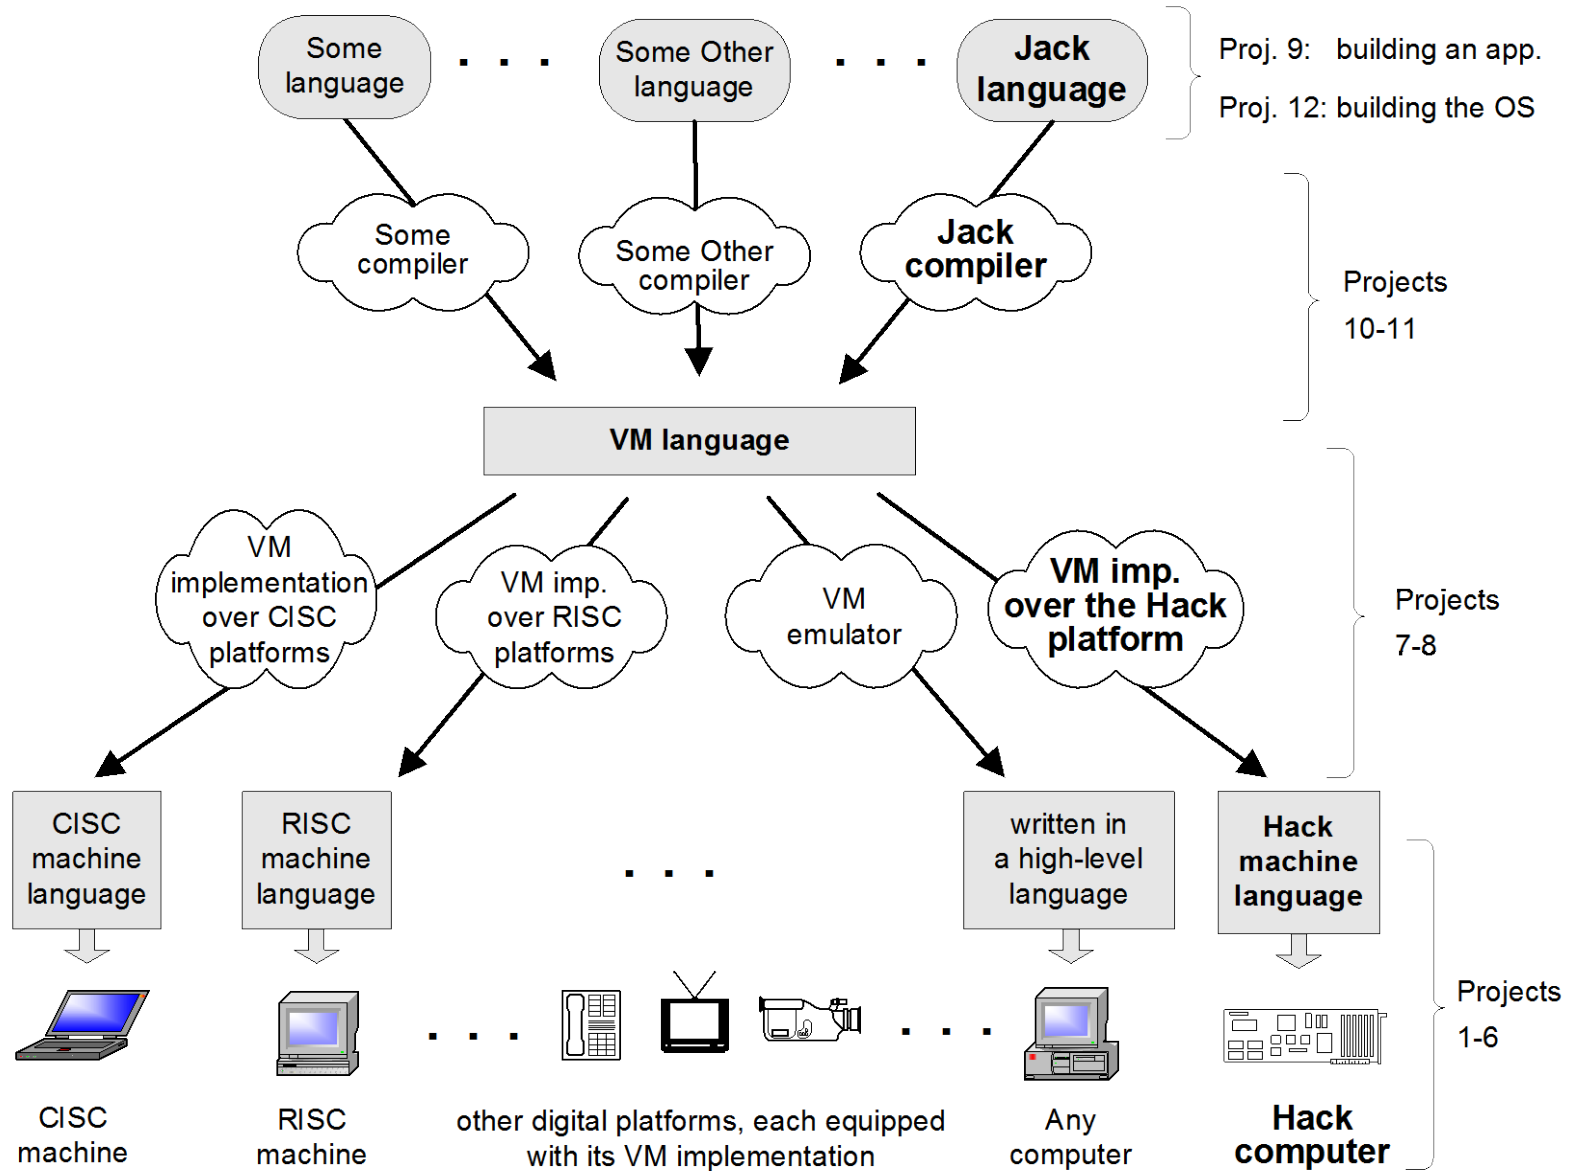 Some
language
. . .
Some Other
language
. . .
Jack
language
Proj. 9: building an app.
Proj. 12: building the OS
Some
compiler
Some Other
compiler
Jack
compiler
Projects
10-11
VM language
VM
implementation
over CISC
platforms
VM imp.
over RISC
platforms
VM
emulator
VM imp.
over the Hack
platform
Projects
7-8
CISC
machine
language
RISC
machine
language
. . .
written in
a high-level
language
Hack
machine
language
. . .
. . .
Projects
1-6
CISC
machine
RISC
machine
other digital platforms, each equipped
with its VM implementation
Any
computer
Hack
computer